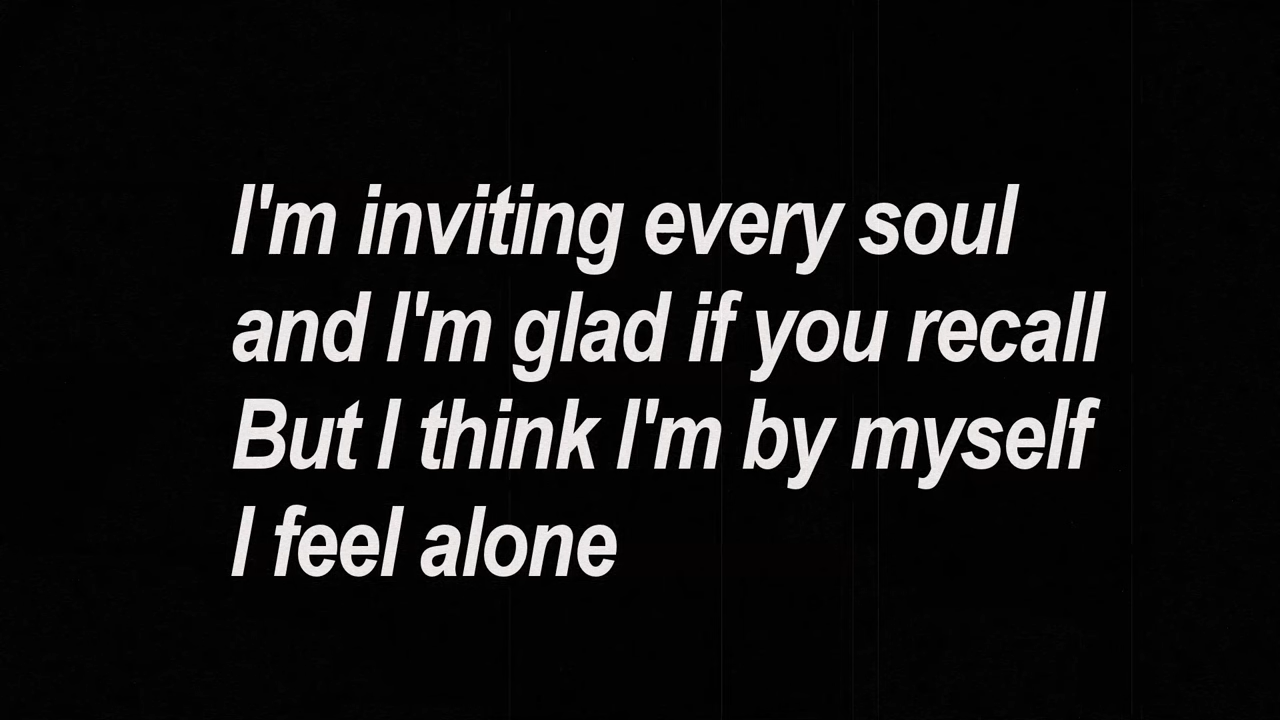 I'm inviting every soul
and I'm glad if you recall
But I think I'm by myself
I feel alone